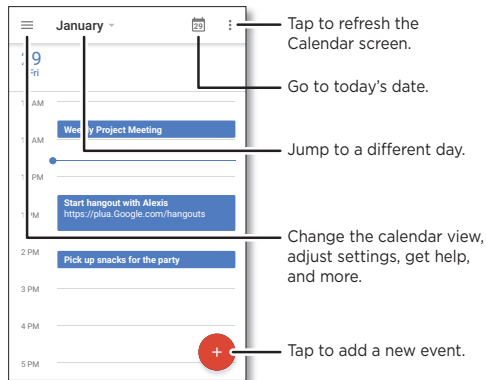 January
29
Tap to refresh the
Calendar screen.
9
Fri
Go to today's date.
AM
Weekly Project Meeting
AM
Jump to a different day.
PM
Start hangout with Alexis
https://plua.Google.com/hangouts
PM
Change the calendar view,
adjust settings, get help,
and more.
2 PM
Pick up snacks for the party
3 PM
4 PM
+
Tap to add a new event.
5 PM